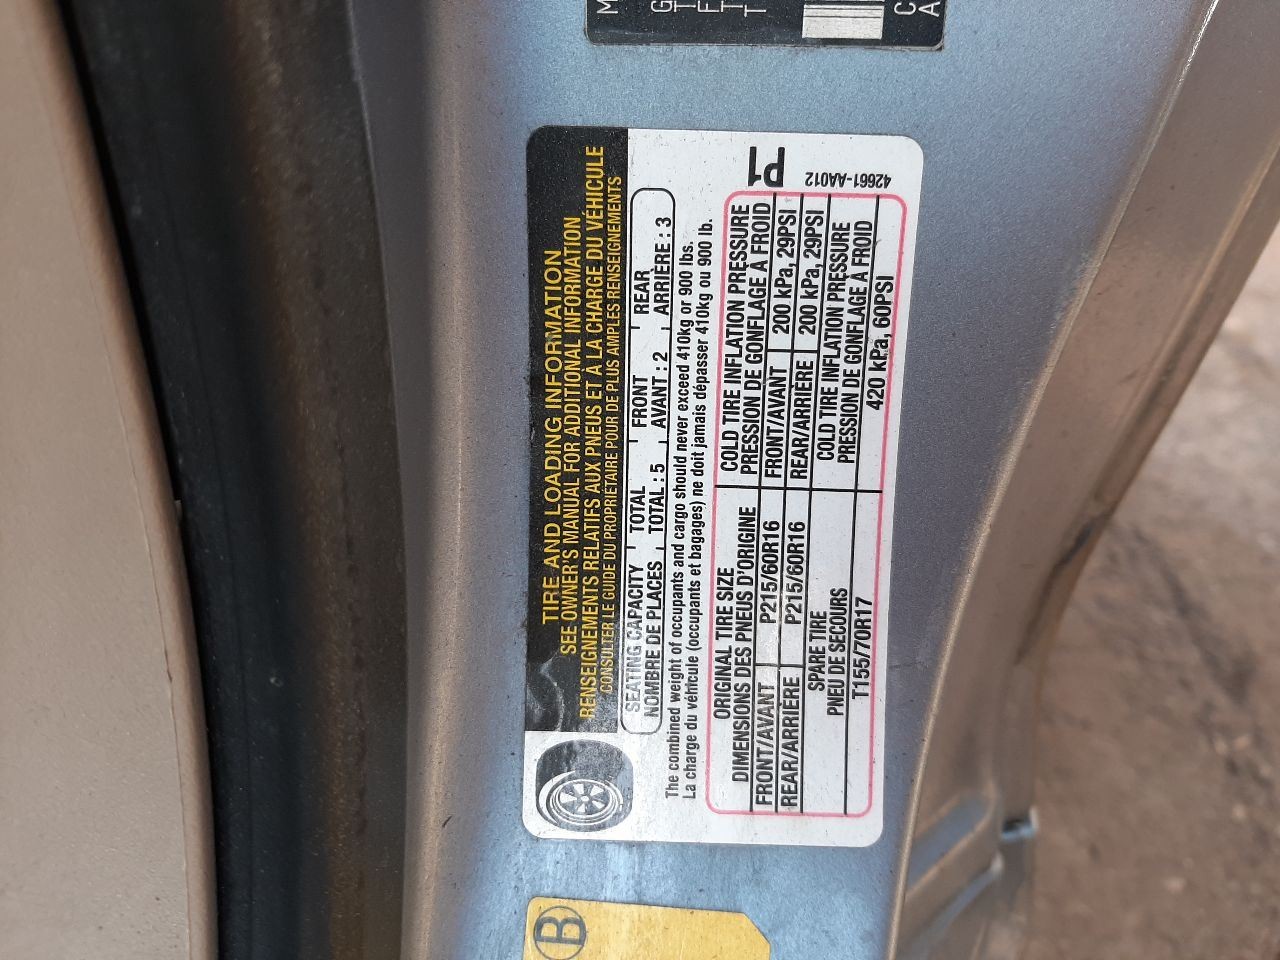 TIRE AND LOADING INFORMATION
SEE OWNER'S MANUAL FOR ADDITIONAL INFORMATION
RENSEIGNEMENTS RELATIFS AUX PNEUS ET À LA CHARGE DU VÉHICULE
CONSULTER LE GUIDE DU PROPRIÉTAIRE POUR DE PLUS AMPLES RENSEIGNEMENTS
SEATING CAPACITY TOTAL FRONT REAR
NOMBRE DE PLACES TOTAL : 5 AVANT : 2 ARRIÈRE : 3
The combined weight of occupants and cargo should never exceed 410kg or 900 lbs.
La charge du véhicule (occupants et bagages) ne doit jamais dépasser 410kg ou 900 lb.
ORIGINAL TIRE SIZE COLD TIRE INFLATION PRESSURE
DIMENSIONS DES PNEUS D'ORIGINE PRESSION DE GONFLAGE À FROID
FRONT/AVANT P215/60R16 FRONT/AVANT 200 kPa, 29PSI
REAR/ARRIÈRE P215/60R16 REAR/ARRIÈRE 200 kPa, 29PSI
SPARE TIRE COLD TIRE INFLATION PRESSURE
PNEU DE SECOURS PRESSION DE GONFLAGE À FROID
T155/70R17 420 kPa, 60PSI
P1
42661-AA012
B
M
G
T
F
T
T
C
A